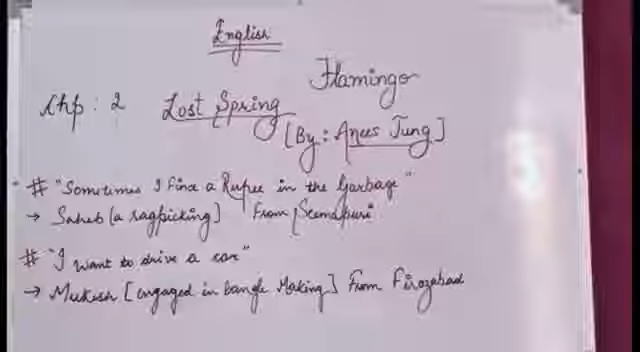 English
Flamingo
Chp : 2 Lost Spring
[By : Anees Jung]
# "Sometimes I Find a Rupee in the Garbage"
→ Saheb [a ragpicking] From Seemapuri
# "I want to drive a car"
→ Mukesh [engaged in bangle Making] From Firozabad